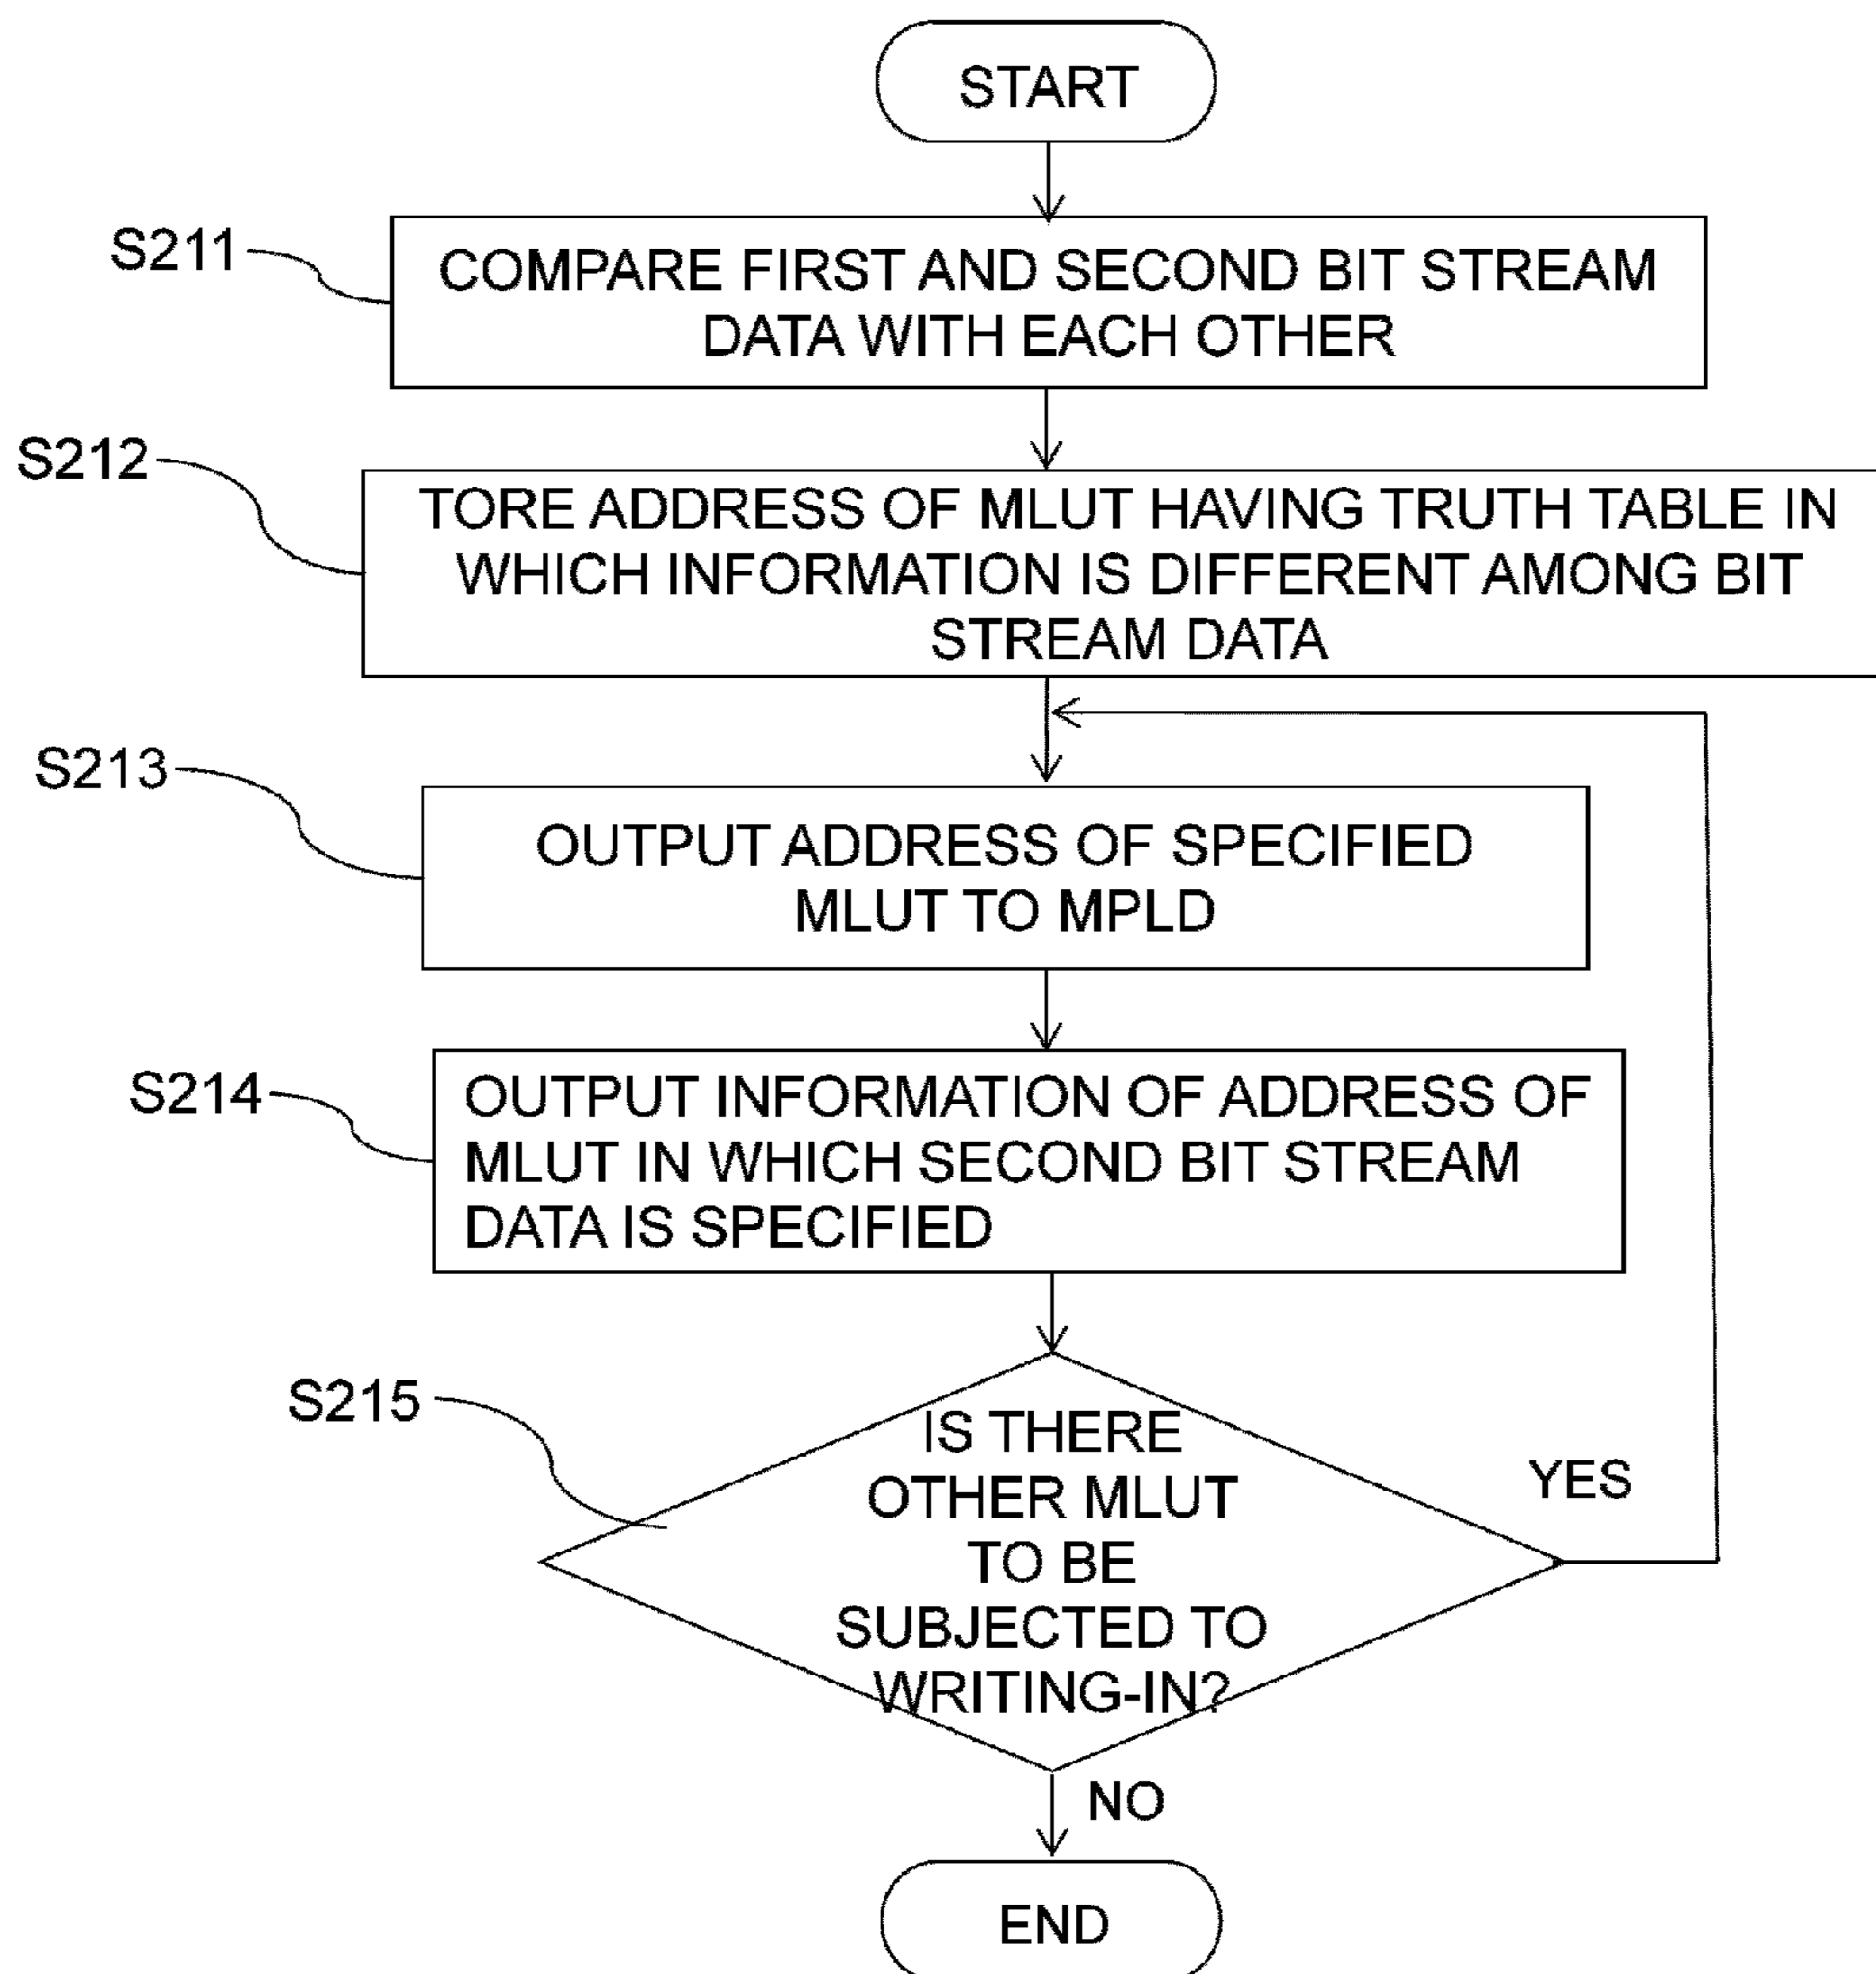 START
S211
COMPARE FIRST AND SECOND BIT STREAM
DATA WITH EACH OTHER
S212
TORE ADDRESS OF MLUT HAVING TRUTH TABLE IN
WHICH INFORMATION IS DIFFERENT AMONG BIT
STREAM DATA
S213
OUTPUT ADDRESS OF SPECIFIED
MLUT TO MPLD
S214
OUTPUT INFORMATION OF ADDRESS OF
MLUT IN WHICH SECOND BIT STREAM
DATA IS SPECIFIED
S215
IS THERE
OTHER MLUT
TO BE
SUBJECTED TO
WRITING-IN?
YES
NO
END